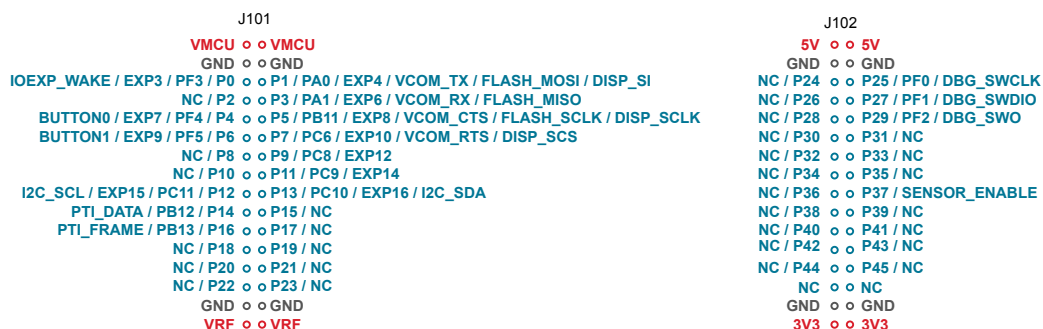 J101
VMCU VMCU
GND GND
IOEXP_WAKE / EXP3 / PF3 / P0 P1 / PA0 / EXP4 / VCOM_TX / FLASH_MOSI / DISP_SI
NC / P2 P3 / PA1 / EXP6 / VCOM_RX / FLASH_MISO
BUTTON0 / EXP7 / PF4 / P4 P5 / PB11 / EXP8 / VCOM_CTS / FLASH_SCLK / DISP_SCLK
BUTTON1 / EXP9 / PF5 / P6 P7 / PC6 / EXP10 / VCOM_RTS / DISP_SCS
NC / P8 P9 / PC8 / EXP12
NC / P10 P11 / PC9 / EXP14
I2C_SCL / EXP15 / PC11 / P12 P13 / PC10 / EXP16 / I2C_SDA
PTI_DATA / PB12 / P14 P15 / NC
PTI_FRAME / PB13 / P16 P17 / NC
NC / P18 P19 / NC
NC / P20 P21 / NC
NC / P22 P23 / NC
GND GND
VRF VRF
J102
5V 5V
GND GND
NC / P24 P25 / PF0 / DBG_SWCLK
NC / P26 P27 / PF1 / DBG_SWDIO
NC / P28 P29 / PF2 / DBG_SWO
NC / P30 P31 / NC
NC / P32 P33 / NC
NC / P34 P35 / NC
NC / P36 P37 / SENSOR_ENABLE
NC / P38 P39 / NC
NC / P40 P41 / NC
NC / P42 P43 / NC
NC / P44 P45 / NC
NC NC
GND GND
3V3 3V3